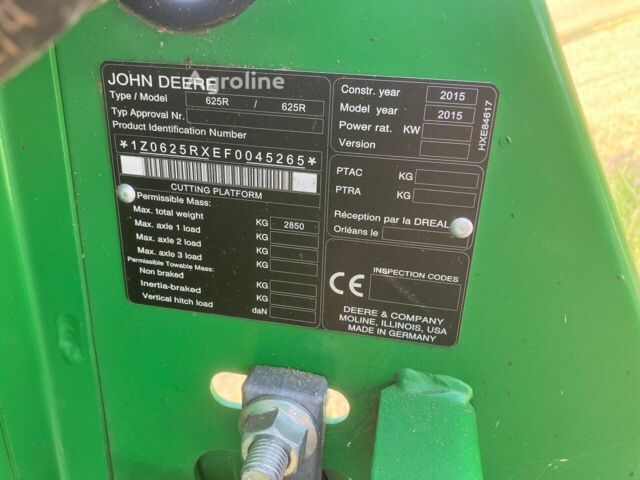 JOHN DEERE
Agroline
Type / Model 625R / 625R
Typ Approval Nr.
Product Identification Number
*1Z0625RXEF0045265*
CUTTING PLATFORM
Permissible Mass:
Max. total weight KG 2850
Max. axle 1 load KG
Max. axle 2 load KG
Max. axle 3 load KG
Permissible Towable Mass:
Non braked KG
Inertia-braked KG
Vertical hitch load daN
Constr. year 2015
Model year 2015
Power rat. KW
Version
HXE84617
PTAC KG
PTRA KG
Réception par la DREAL
Orléans le
CE
INSPECTION CODES
DEERE & COMPANY
MOLINE, ILLINOIS, USA
MADE IN GERMANY